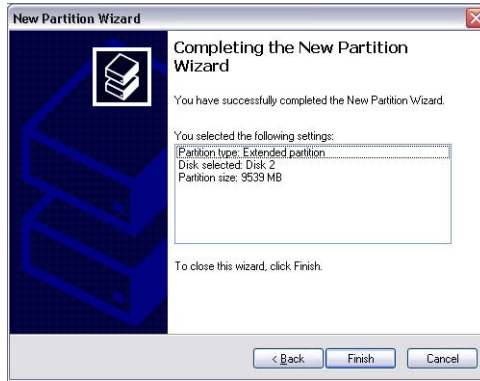 New Partition Wizard
Completing the New Partition
Wizard
You have successfully completed the New Partition Wizard.
You selected the following settings:
Partition type: Extended partition
Disk selected: Disk 2
Partition size: 9539 MB
To close this wizard, click Finish.
< Back Finish Cancel